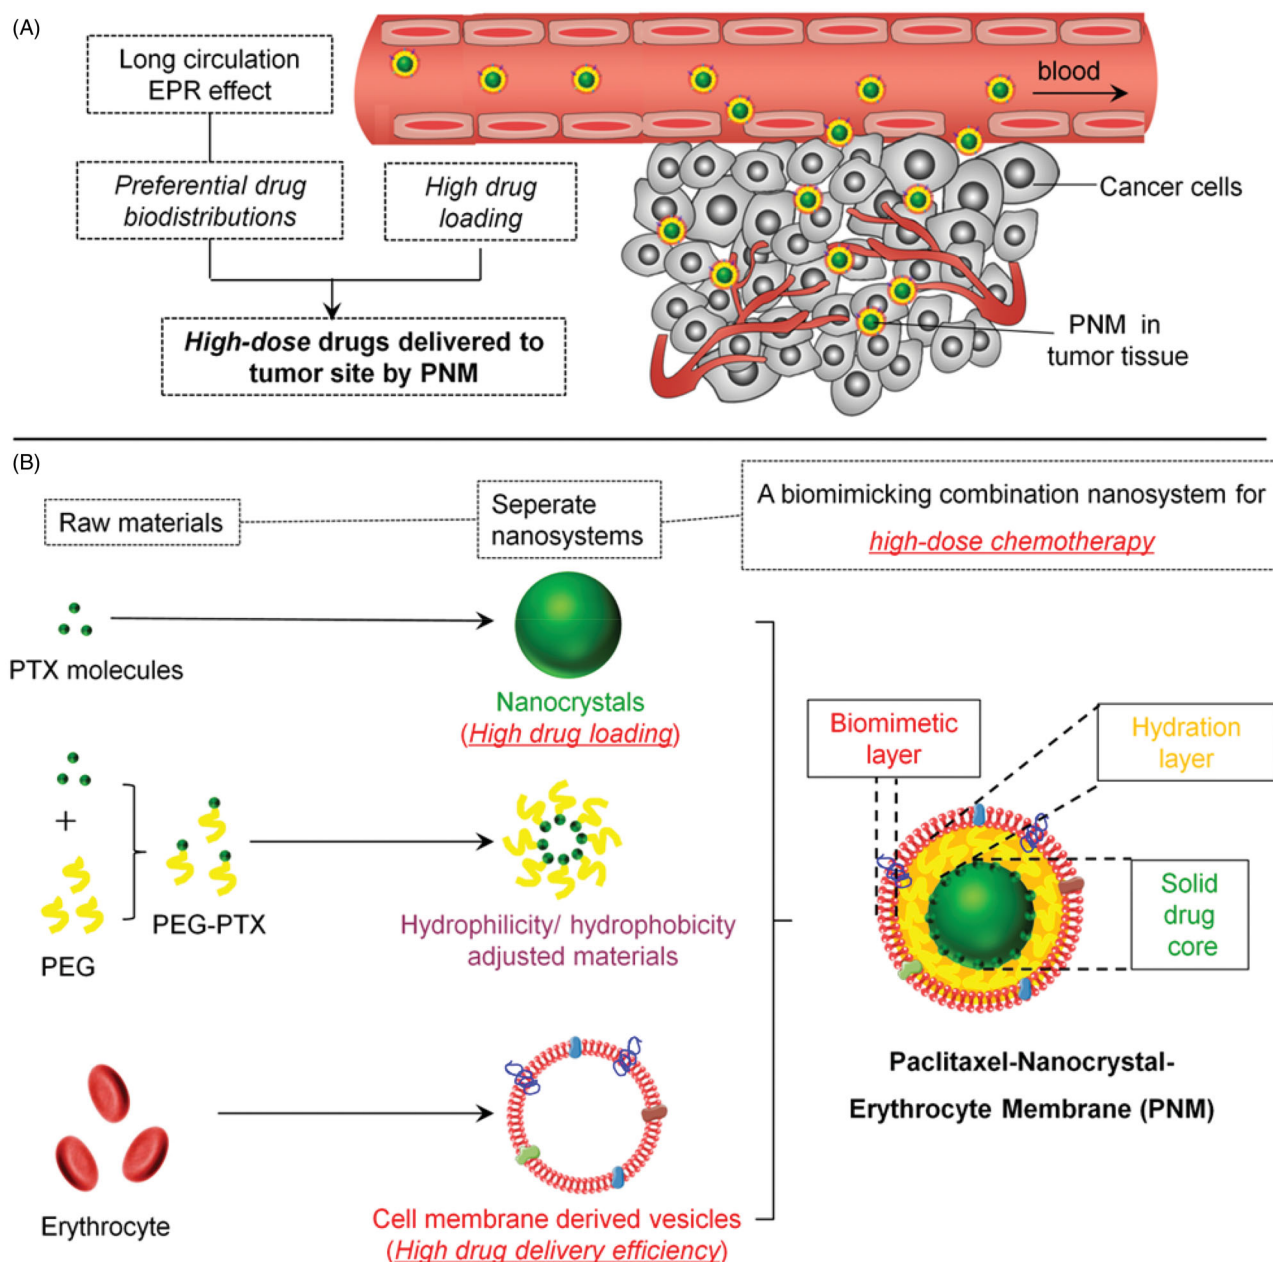 (A)
Long circulation
EPR effect
Preferential drug
biodistributions
High drug
loading
High-dose drugs delivered to
tumor site by PNM
blood
Cancer cells
PNM in
tumor tissue
(B)
Raw materials
Seperate
nanosystems
A biomimicking combination nanosystem for
high-dose chemotherapy
PTX molecules
Nanocrystals
(High drug loading)
+
PEG
PEG-PTX
Hydrophilicity/ hydrophobicity
adjusted materials
Erythrocyte
Cell membrane derived vesicles
(High drug delivery efficiency)
Biomimetic
layer
Hydration
layer
Solid
drug
core
Paclitaxel-Nanocrystal-
Erythrocyte Membrane (PNM)